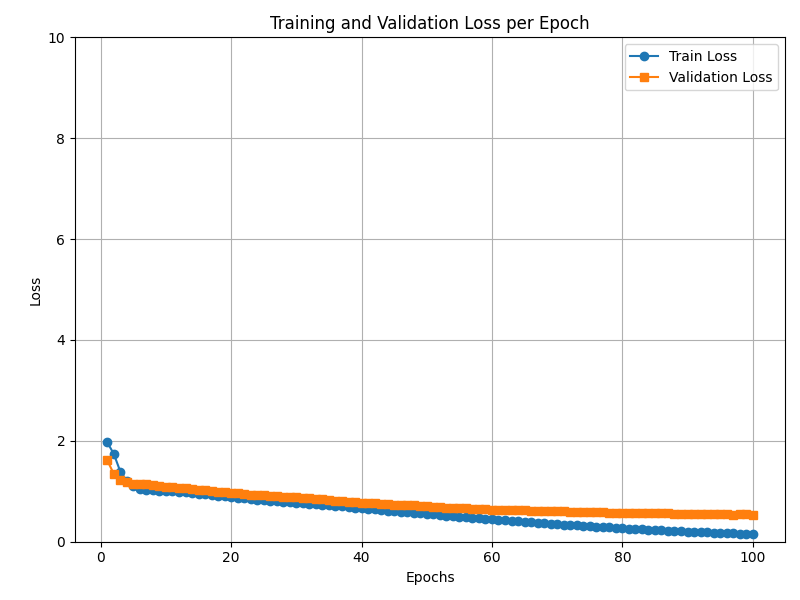 Training and Validation Loss per Epoch
Train Loss
Validation Loss
10
8
6
4
2
0
Loss
0 20 40 60 80 100
Epochs